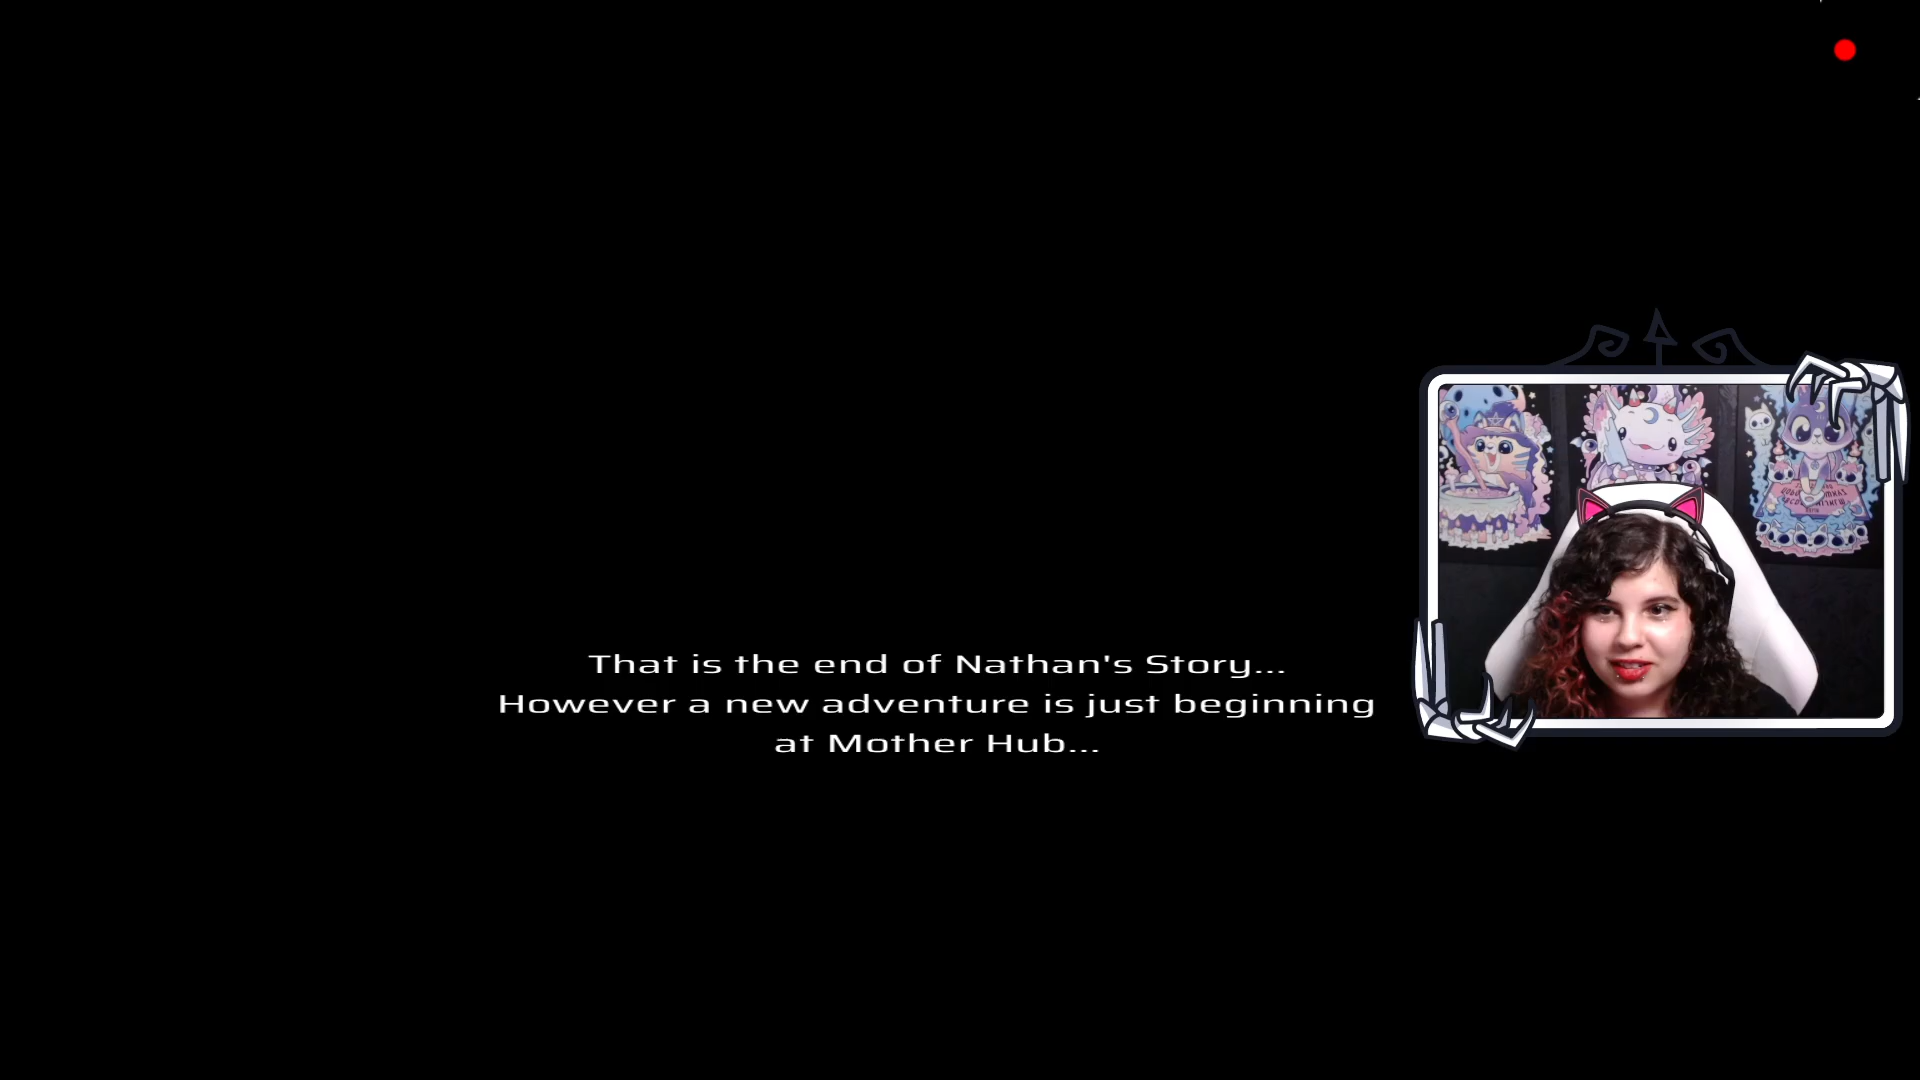 That is the end of Nathan's Story...
However a new adventure is just beginning
at Mother Hub...